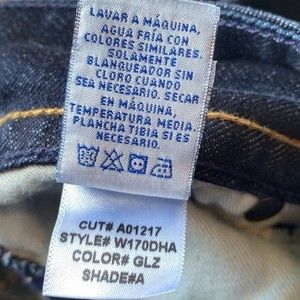 LAVAR A MÁQUINA,
AGUA FRÍA CON
COLORES SIMILARES.
SOLAMENTE
BLANQUEADOR SIN
CLORO CUANDO
SEA NECESARIO. SECAR
EN MÁQUINA,
TEMPERATURA MEDIA.
PLANCHA TIBIA SI ES
NECESARIO.
CUT# A01217
STYLE# W170DHA
COLOR# GLZ
SHADE#A